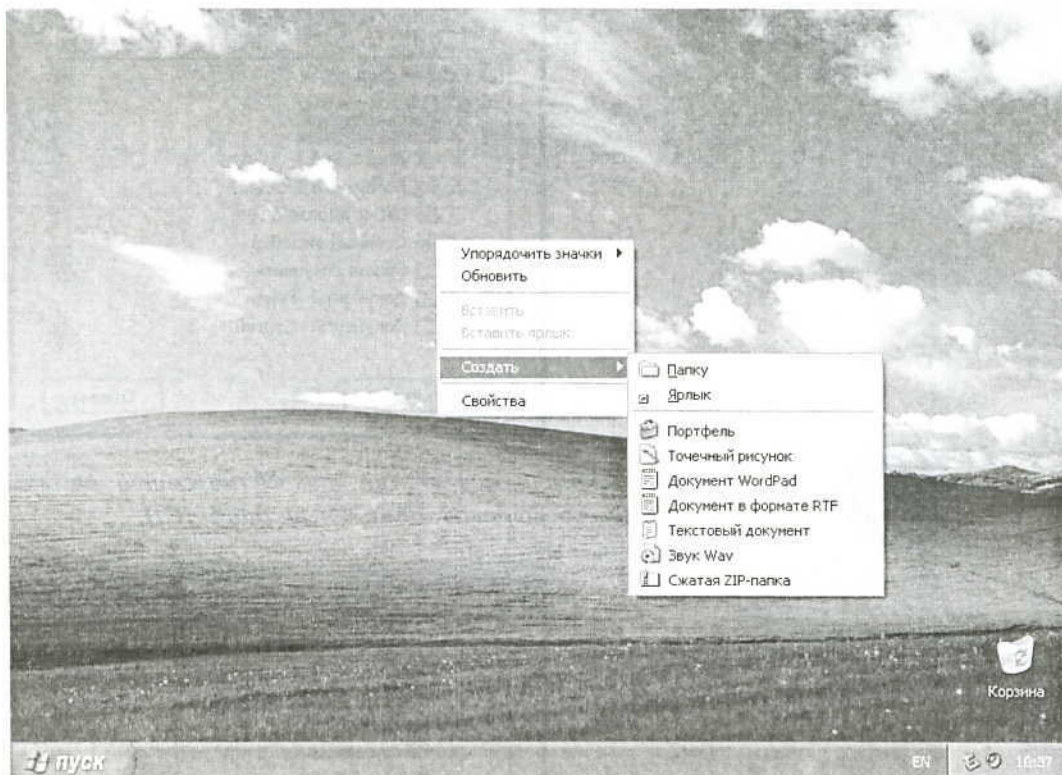 Упорядочить значки
Обновить
Вставить
Вставить ярлык
Создать
Свойства
Папку
Ярлык
Портфель
Точечный рисунок
Документ WordPad
Документ в формате RTF
Текстовый документ
Звук Wav
Сжатая ZIP-папка
Корзина
пуск
EN
10:37